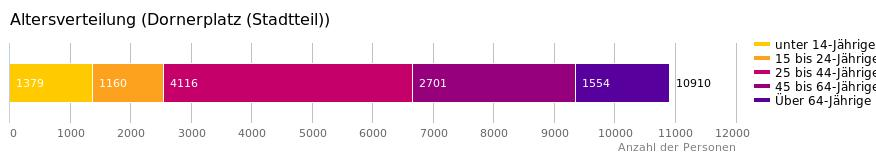 Altersverteilung (Dornerplatz (Stadtteil))
1379 1160 4116 2701 1554 10910
0 1000 2000 3000 4000 5000 6000 7000 8000 9000 10000 11000 12000
Anzahl der Personen
unter 14-Jährige
15 bis 24-Jährige
25 bis 44-Jährige
45 bis 64-Jährige
Über 64-Jährige